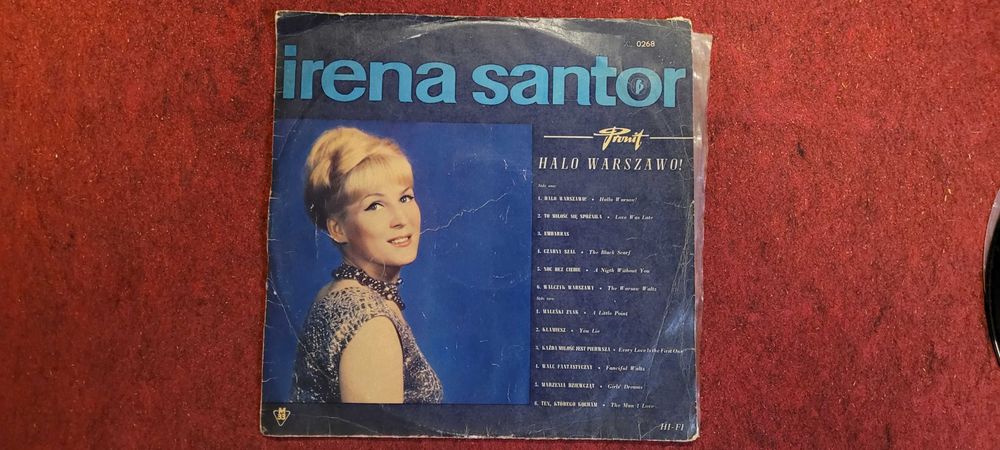 XL 0268
irena santor
Pronit
HALO WARSZAWO!
Side one:
1. HALO WARSZAWO! • Hallo Warsaw!
2. TO MIŁOŚĆ SIĘ SPÓŹNIŁA • Love Was Late
3. EMBARRAS
4. CZARNY SZAL • The Black Scarf
5. NOC BEZ CIEBIE • A Nigth Without You
6. WALCZYK WARSZAWY • The Warsaw Waltz
Side two:
1. MALEŃKI ZNAK • A Little Point
2. KŁAMIESZ • You Lie
3. KAŻDA MIŁOŚĆ JEST PIERWSZA • Every Love Is the First One
4. WALC FANTASTYCZNY • Fanciful Waltz
5. MARZENIA DZIEWCZĄT • Girls' Dreams
6. TEN, KTÓREGO KOCHAM • The Man I Love
M
33
HI-FI